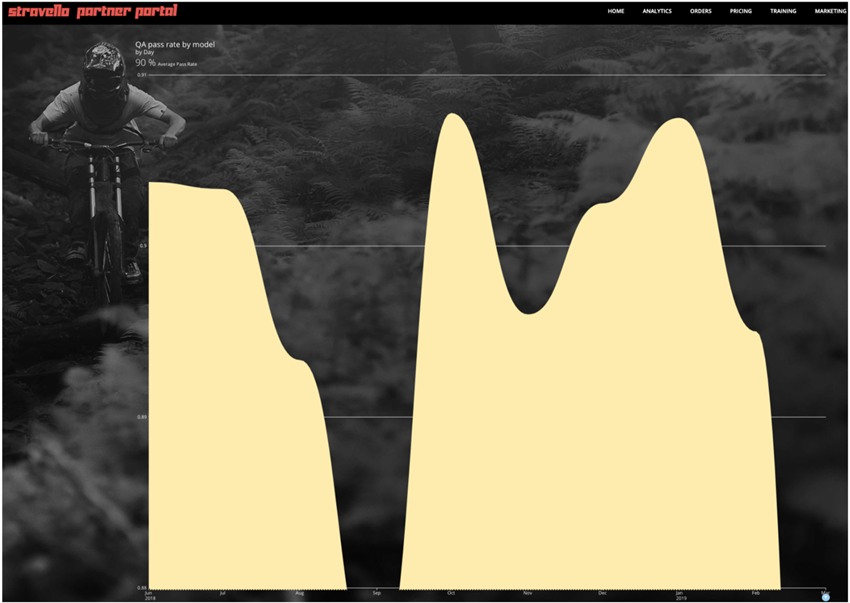 stravello partner portal
HOME ANALYTICS ORDERS PRICING TRAINING MARKETING
QA pass rate by model
by Day
90 % Average Pass Rate
0.91
0.9
0.89
0.88
Jun Jul Aug Sep Oct Nov Dec Jan Feb
2018 2019